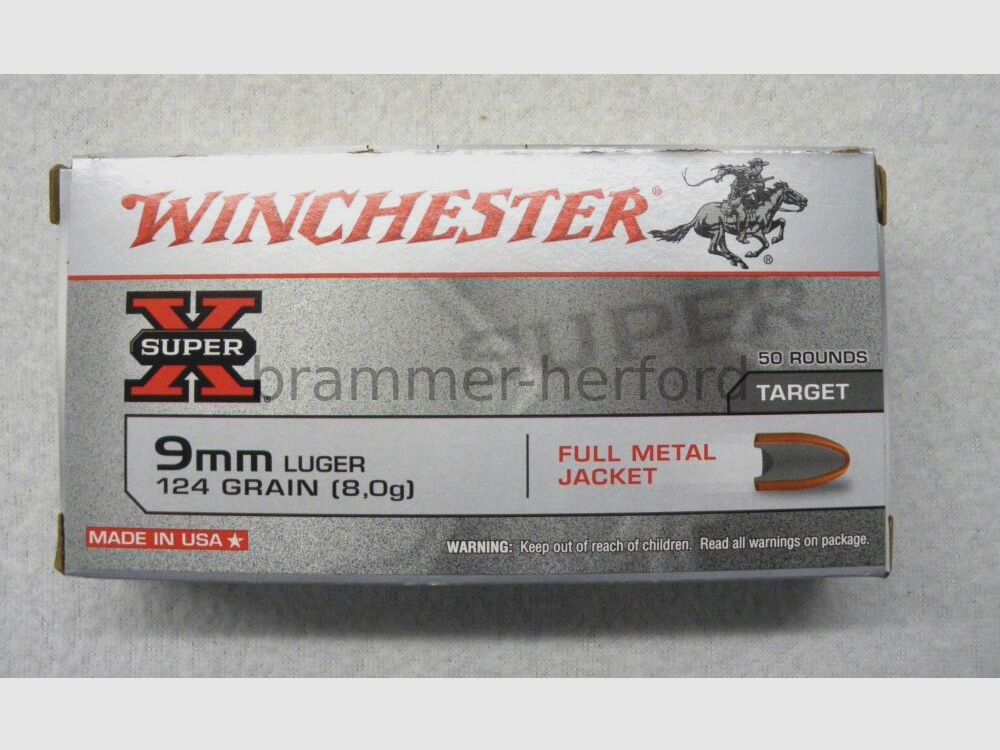 WINCHESTER®
®
SUPER
X
SUPER
®
50 ROUNDS
TARGET
brammer-herford
9mm LUGER
124 GRAIN (8,0g)
FULL METAL
JACKET
MADE IN USA ★
WARNING: Keep out of reach of children. Read all warnings on package.